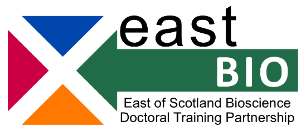 east
BIO
East of Scotland Bioscience
Doctoral Training Partnership